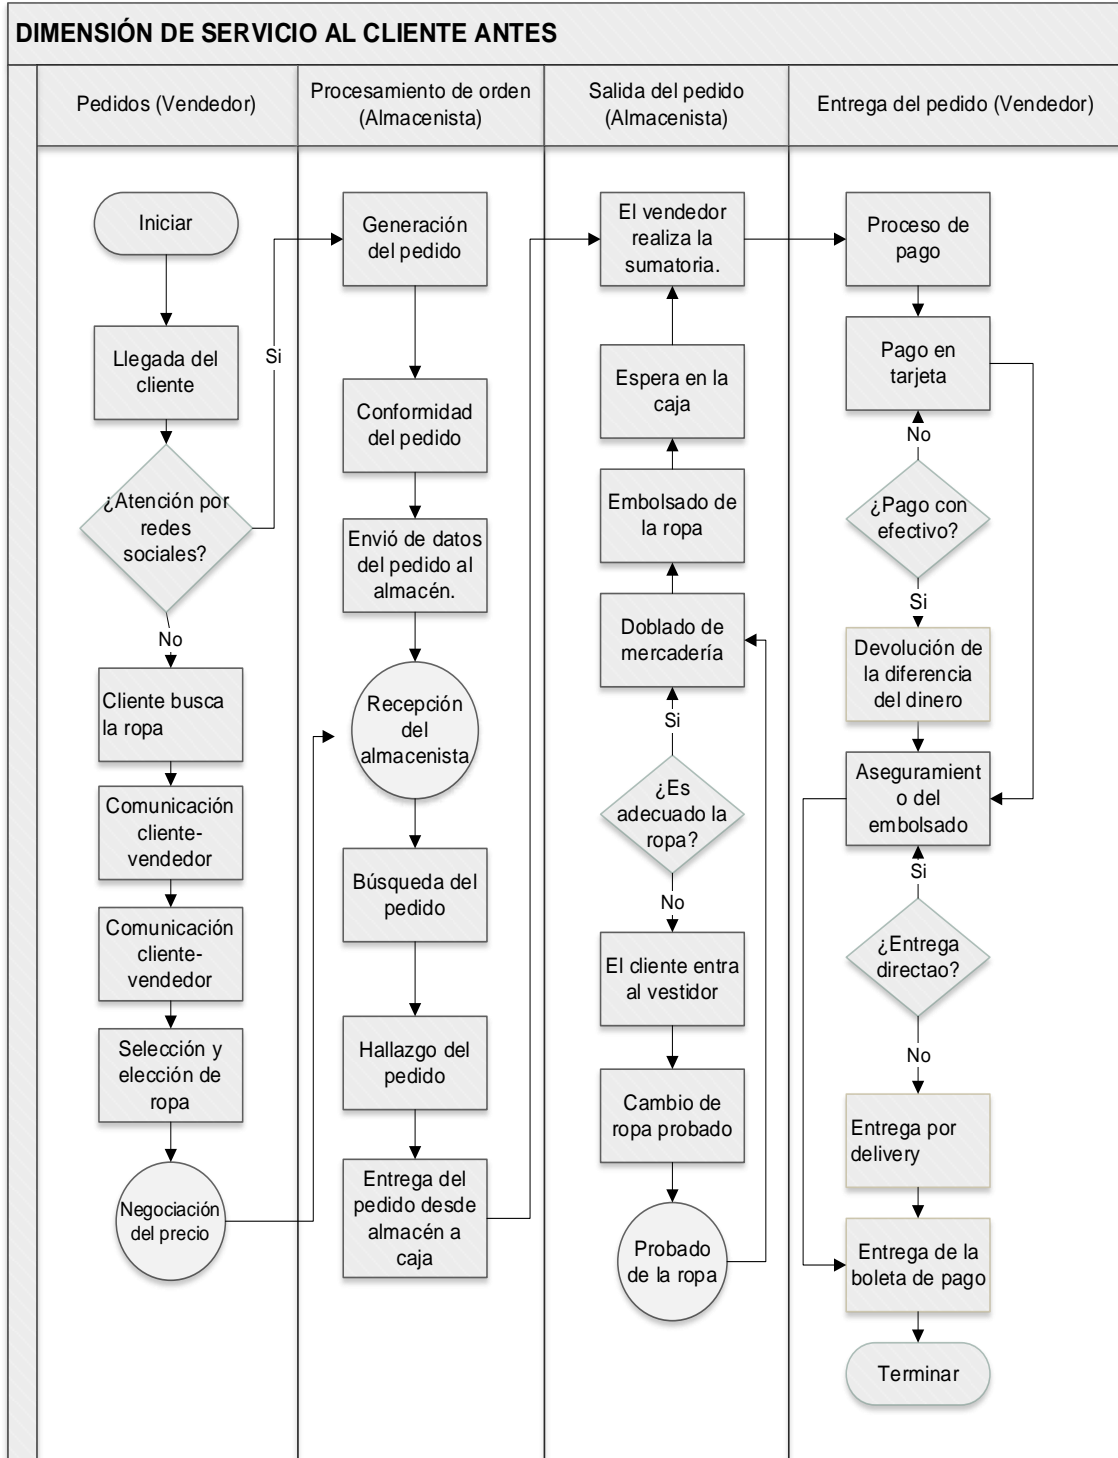 DIMENSIÓN DE SERVICIO AL CLIENTE ANTES
Pedidos (Vendedor)
Procesamiento de orden
(Almacenista)
Salida del pedido
(Almacenista)
Entrega del pedido (Vendedor)
Iniciar
Llegada del
cliente
¿Atención por
redes
sociales?
Si
No
Cliente busca
la ropa
Comunicación
cliente-
vendedor
Comunicación
cliente-
vendedor
Selección y
elección de
ropa
Negociación
del precio
Generación
del pedido
Conformidad
del pedido
Envió de datos
del pedido al
almacén.
Recepción
del
almacenista
Búsqueda del
pedido
Hallazgo del
pedido
Entrega del
pedido desde
almacén a
caja
El vendedor
realiza la
sumatoria.
Espera en la
caja
Embolsado de
la ropa
Doblado de
mercadería
Si
¿Es
adecuado la
ropa?
No
El cliente entra
al vestidor
Cambio de
ropa probado
Probado
de la ropa
Proceso de
pago
Pago en
tarjeta
No
¿Pago con
efectivo?
Si
Devolución de
la diferencia
del dinero
Aseguramient
o del
embolsado
Si
¿Entrega
directao?
No
Entrega por
delivery
Entrega de la
boleta de pago
Terminar